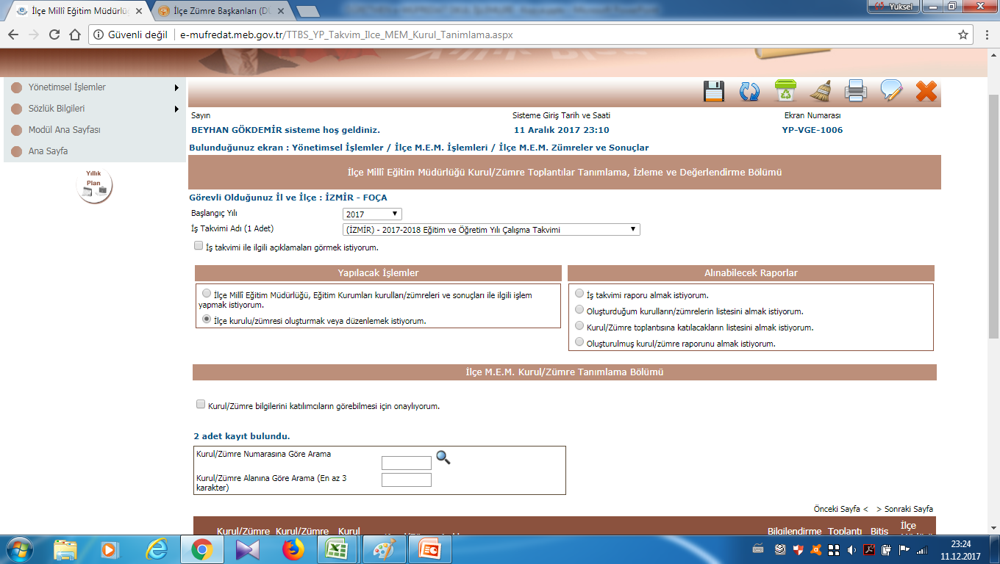 İlçe Millî Eğitim Müdürlüğ
İlçe Zümre Başkanları (DÜ
Yüksel
Güvenli değil
e-mufredat.meb.gov.tr/TTBS_YP_Takvim_Ilce_MEM_Kurul_Tanimlama.aspx
Yönetimsel İşlemler
Sözlük Bilgileri
Modül Ana Sayfası
Ana Sayfa
Yıllık
Plan
Sayın
Sisteme Giriş Tarih ve Saati
Ekran Numarası
BEYHAN GÖKDEMİR sisteme hoş geldiniz.
11 Aralık 2017 23:10
YP-VGE-1006
Bulunduğunuz ekran : Yönetimsel İşlemler / İlçe M.E.M. İşlemleri / İlçe M.E.M. Zümreler ve Sonuçlar
İlçe Millî Eğitim Müdürlüğü Kurul/Zümre Toplantılar Tanımlama, İzleme ve Değerlendirme Bölümü
Görevli Olduğunuz İl ve İlçe : İZMİR - FOÇA
Başlangıç Yılı
2017
İş Takvimi Adı (1 Adet)
(İZMİR) - 2017-2018 Eğitim ve Öğretim Yılı Çalışma Takvimi
İş takvimi ile ilgili açıklamaları görmek istiyorum.
Yapılacak İşlemler
İlçe Millî Eğitim Müdürlüğü, Eğitim Kurumları kurulları/zümreleri ve sonuçları ile ilgili işlem
yapmak istiyorum.
İlçe kurulu/zümresi oluşturmak veya düzenlemek istiyorum.
Alınabilecek Raporlar
İş takvimi raporu almak istiyorum.
Oluşturduğum kurulların/zümrelerin listesini almak istiyorum.
Kurul/Zümre toplantısına katılacakların listesini almak istiyorum.
Oluşturulmuş kurul/zümre raporunu almak istiyorum.
İlçe M.E.M. Kurul/Zümre Tanımlama Bölümü
Kurul/Zümre bilgilerini katılımcıların görebilmesi için onaylıyorum.
2 adet kayıt bulundu.
Kurul/Zümre Numarasına Göre Arama
Kurul/Zümre Alanına Göre Arama (En az 3
karakter)
Önceki Sayfa < > Sonraki Sayfa
Kurul/Zümre Kurul/Zümre Kurul
Bilgilendirme Toplantı Bitiş
İlçe
23:24
11.12.2017